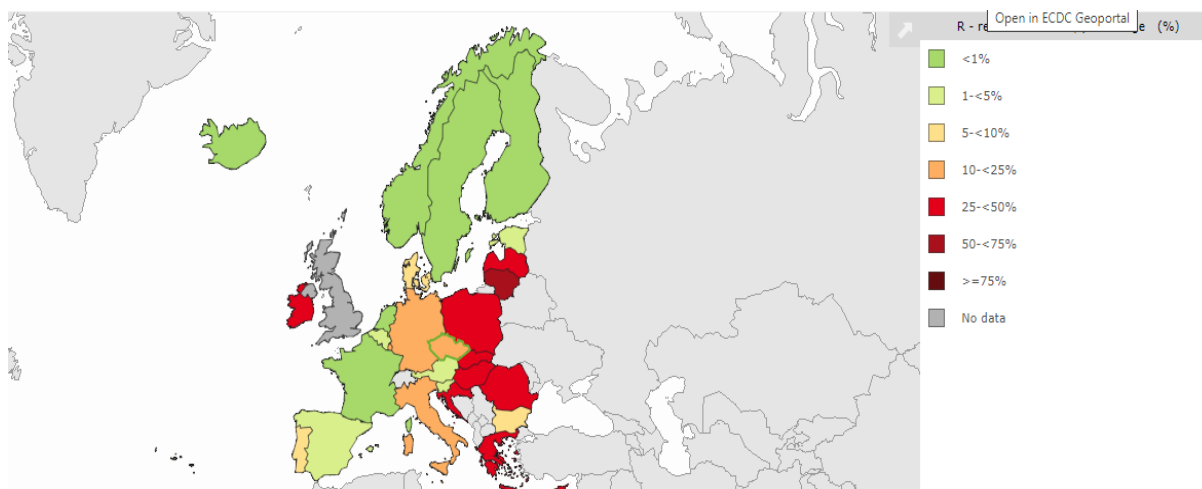 Open in ECDC Geoportal
R - re ge (%)
<1%
1-<5%
5-<10%
10-<25%
25-<50%
50-<75%
>=75%
No data